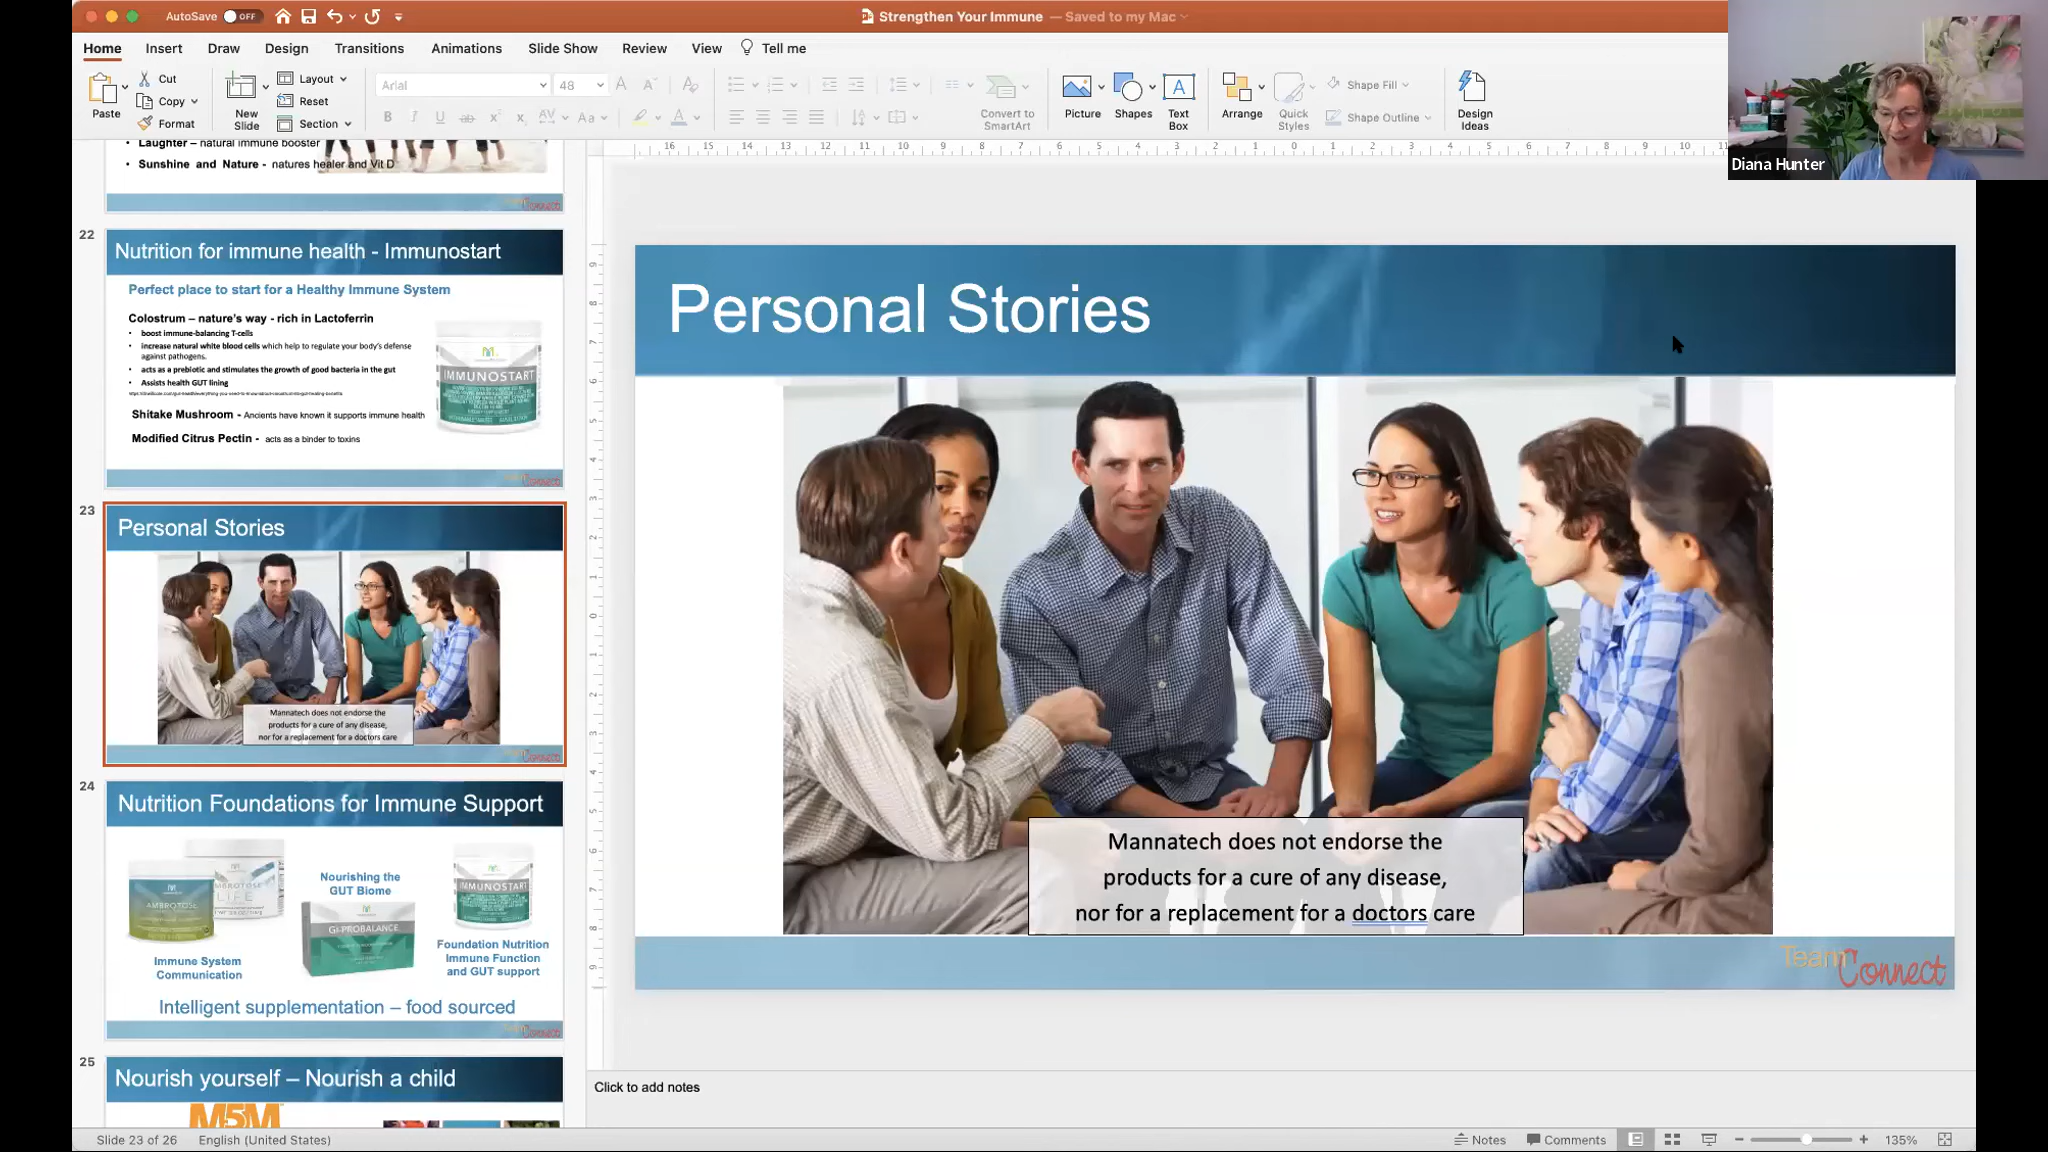 AutoSave OFF
Strengthen Your Immune — Saved to my Mac
Home Insert Draw Design Transitions Animations Slide Show Review View Tell me
Paste
Cut
Copy
Format
New Slide
Layout
Reset
Section
Arial 48
Convert to SmartArt
Picture
Shapes
Text Box
Arrange
Quick Styles
Shape Fill
Shape Outline
Design Ideas
Diana Hunter
• Laughter – natural immune booster
• Sunshine and Nature - natures healer and Vit D
22
Nutrition for immune health - Immunostart
Perfect place to start for a Healthy Immune System
Colostrum – nature's way - rich in Lactoferrin
• boost immune-balancing T-cells
• increase natural white blood cells which help to regulate your body's defense
against pathogens.
• acts as a prebiotic and stimulates the growth of good bacteria in the gut
• Assists health GUT lining
Shitake Mushroom - Ancients have known it supports immune health
Modified Citrus Pectin - acts as a binder to toxins
IMMUNOSTART
23
Personal Stories
Mannatech does not endorse the
products for a cure of any disease,
nor for a replacement for a doctors care
24
Nutrition Foundations for Immune Support
AMBROTOSE
LIFE
Immune System
Communication
Nourishing the
GUT Biome
GI-PROBALANCE
IMMUNOSTART
Foundation Nutrition
Immune Function
and GUT support
Intelligent supplementation – food sourced
25
Nourish yourself – Nourish a child
M5M
Personal Stories
Mannatech does not endorse the
products for a cure of any disease,
nor for a replacement for a doctors care
Team Connect
Click to add notes
Slide 23 of 26 English (United States)
Notes Comments 135%